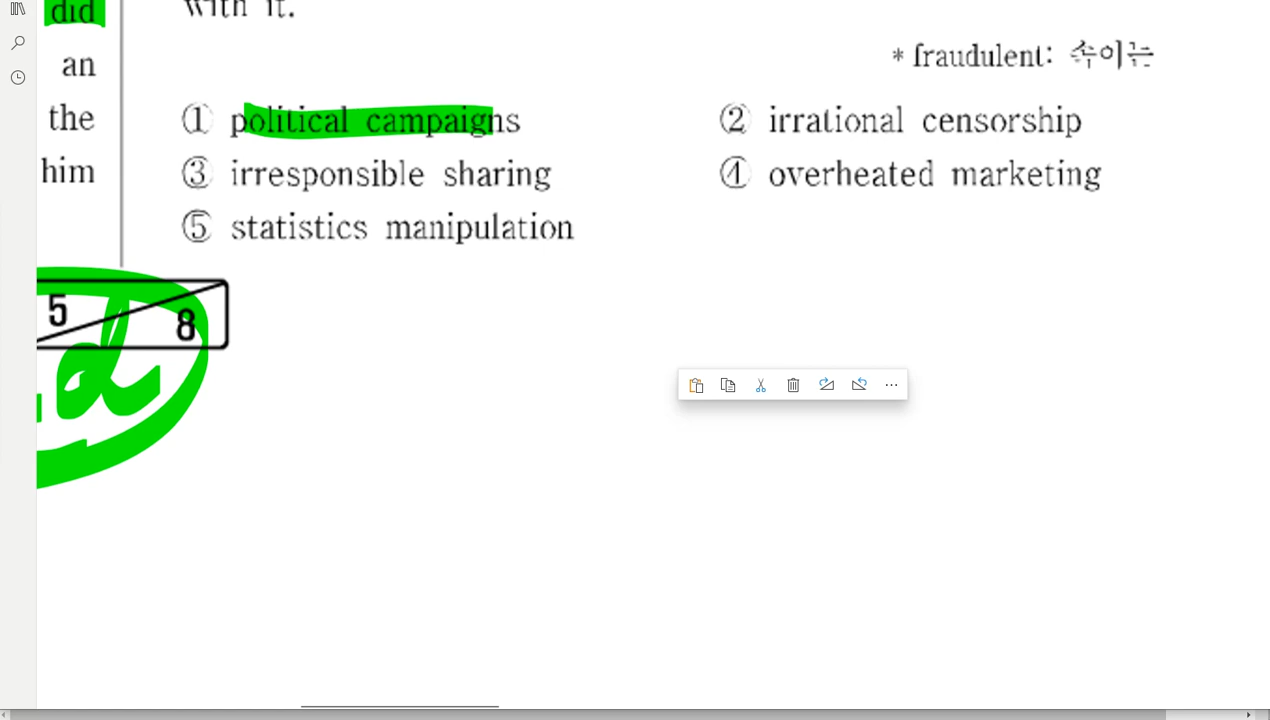 did
with it.
an
* fraudulent: 속이는
the
① political campaigns ② irrational censorship
him
③ irresponsible sharing ④ overheated marketing
⑤ statistics manipulation
5
8
d